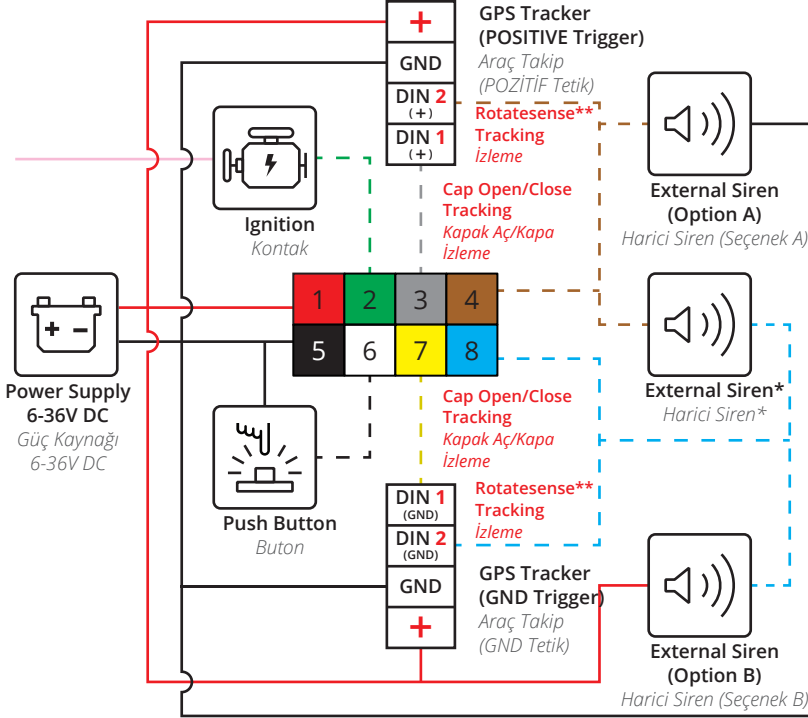 GPS Tracker
(POSITIVE Trigger)
Araç Takip
(POZİTİF Tetik)
+
GND
DIN 2
(+)
DIN 1
(+)
Rotatesense**
Tracking
İzleme
External Siren
(Option A)
Harici Siren (Seçenek A)
Ignition
Kontak
Cap Open/Close
Tracking
Kapak Aç/Kapa
İzleme
1 2 3 4
5 6 7 8
Power Supply
6-36V DC
Güç Kaynağı
6-36V DC
External Siren*
Harici Siren*
Push Button
Buton
Cap Open/Close
Tracking
Kapak Aç/Kapa
İzleme
DIN 1
(GND)
DIN 2
(GND)
GND
+
Rotatesense**
Tracking
İzleme
GPS Tracker
(GND Trigger)
Araç Takip
(GND Tetik)
External Siren
(Option B)
Harici Siren (Seçenek B)